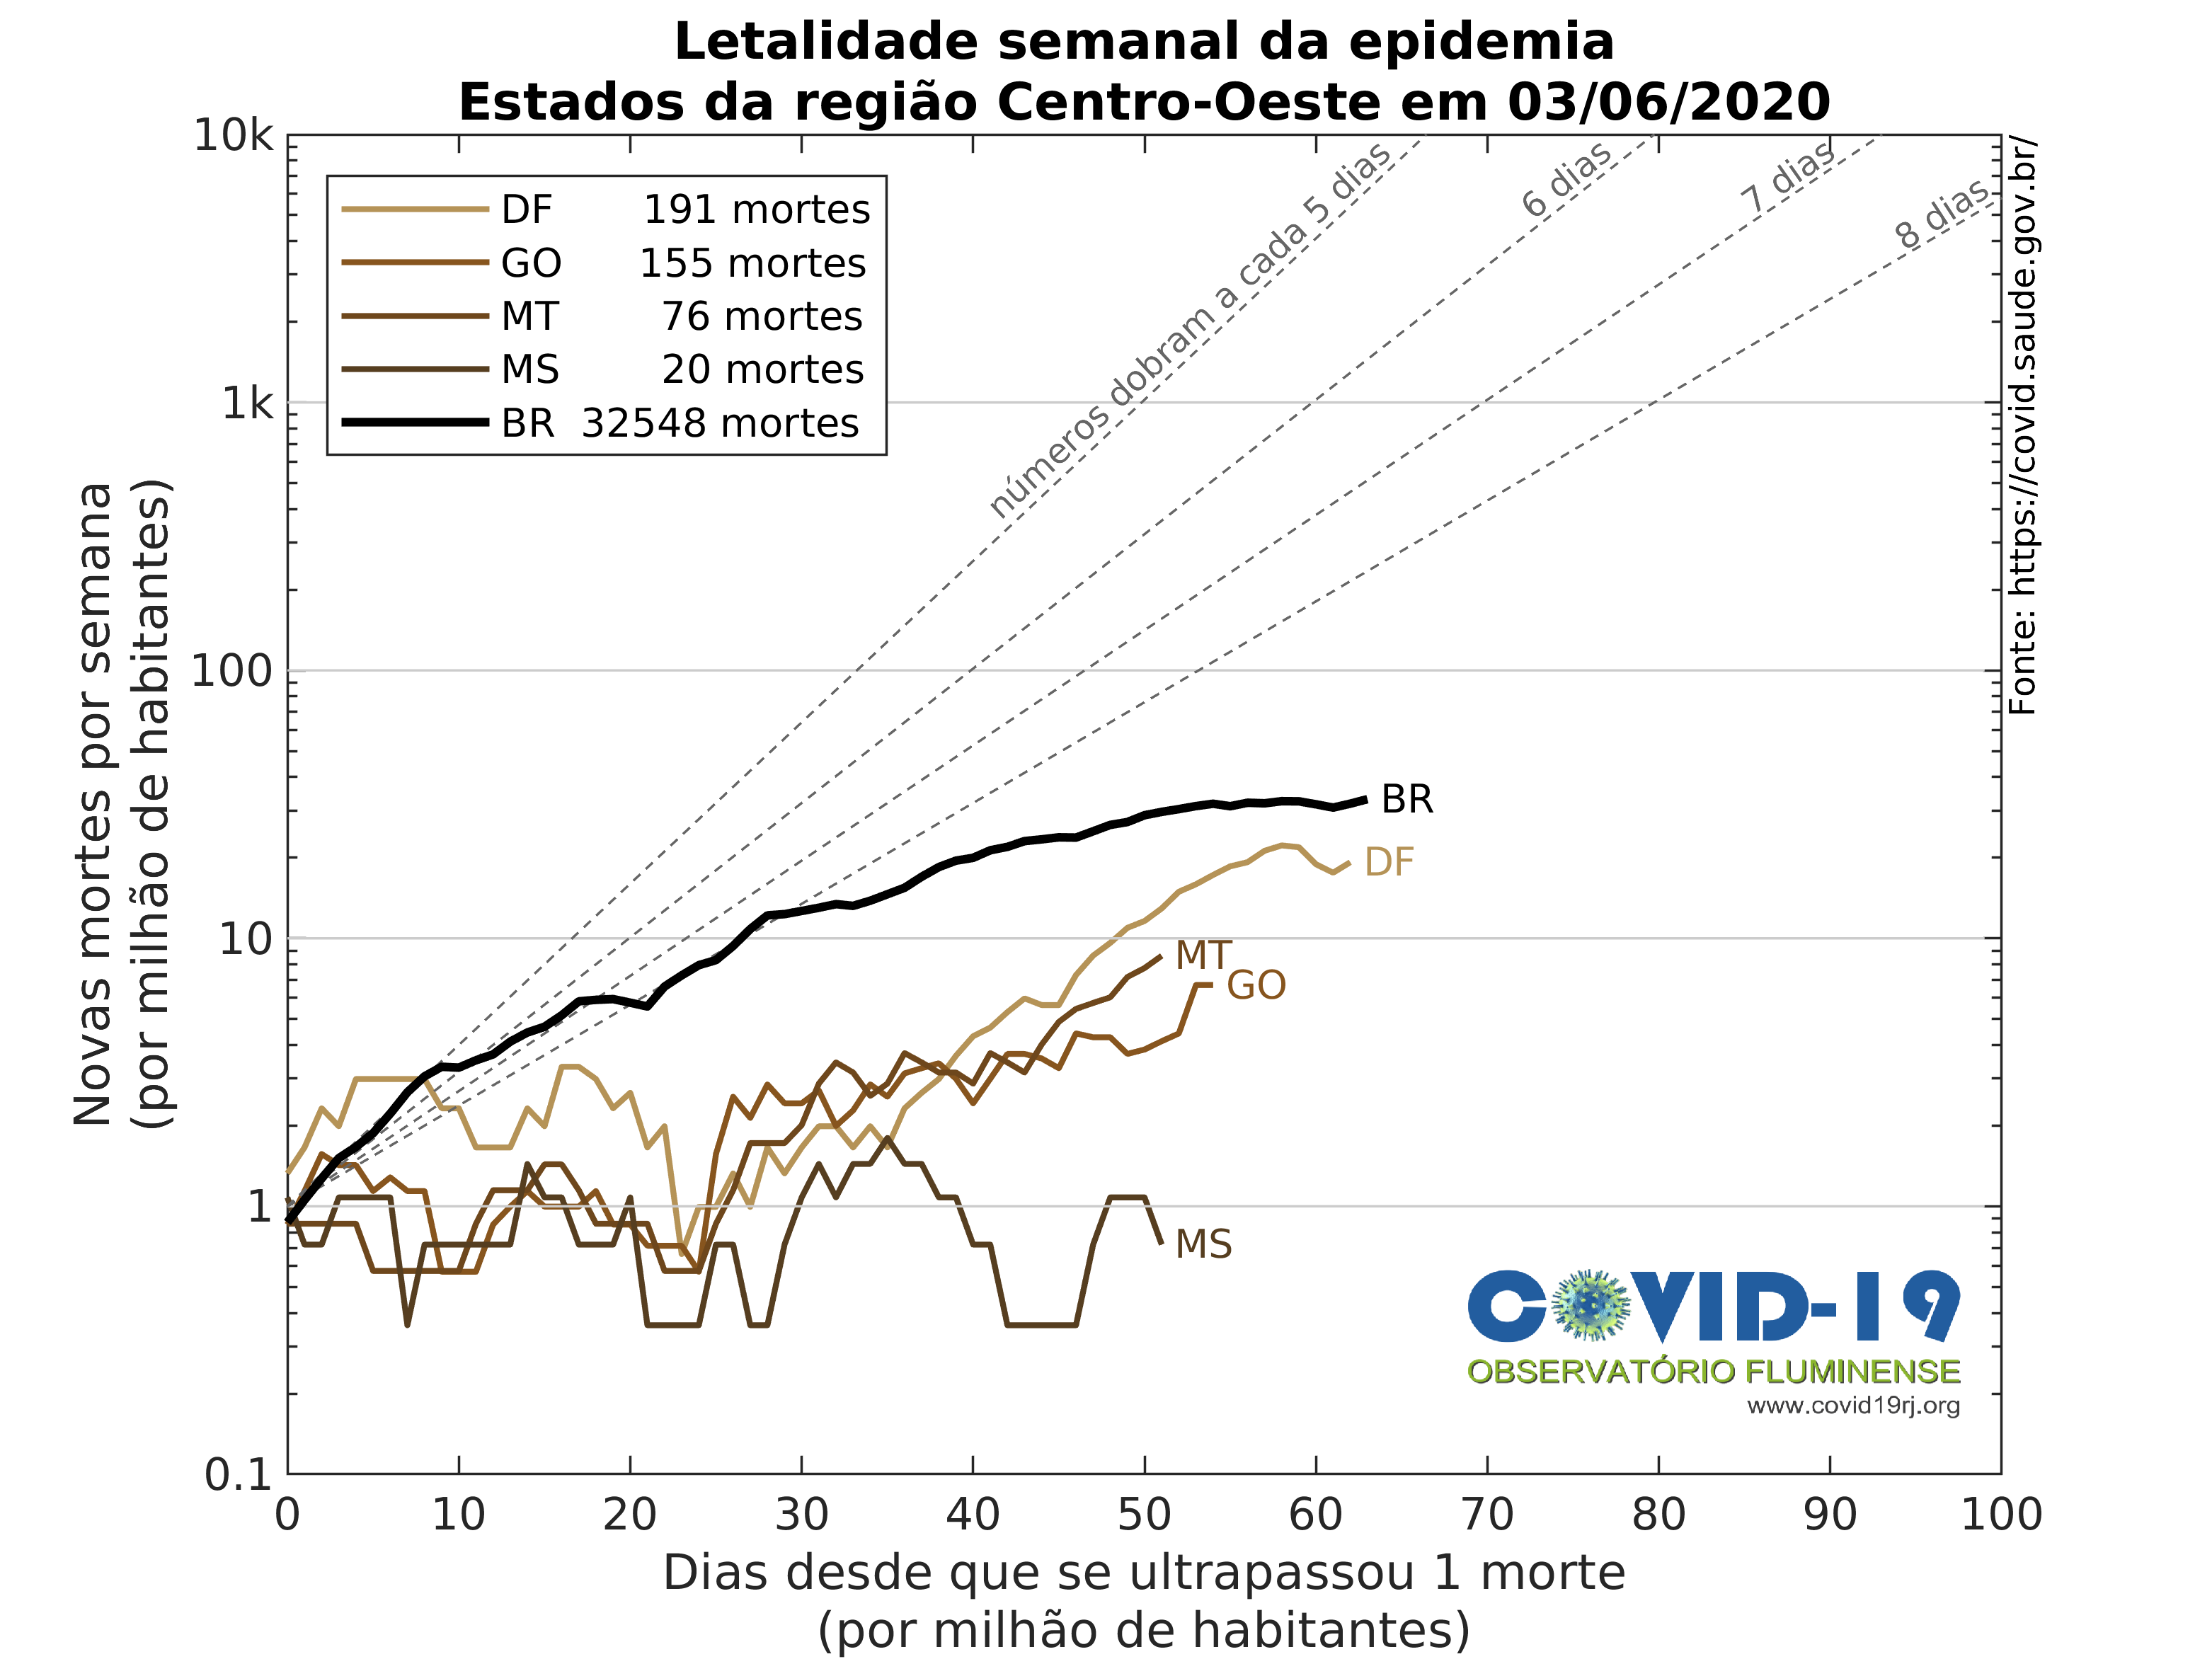 Letalidade semanal da epidemia
Estados da região Centro-Oeste em 03/06/2020
Novas mortes por semana
(por milhão de habitantes)
10k
1k
100
10
1
0.1
DF 191 mortes
GO 155 mortes
MT 76 mortes
MS 20 mortes
BR 32548 mortes
números dobram a cada 5 dias
6 dias
7 dias
8 dias
Fonte: https://covid.saude.gov.br/
BR
DF
MT
GO
MS
COVID-19
OBSERVATÓRIO FLUMINENSE
www.covid19rj.org
0 10 20 30 40 50 60 70 80 90 100
Dias desde que se ultrapassou 1 morte
(por milhão de habitantes)